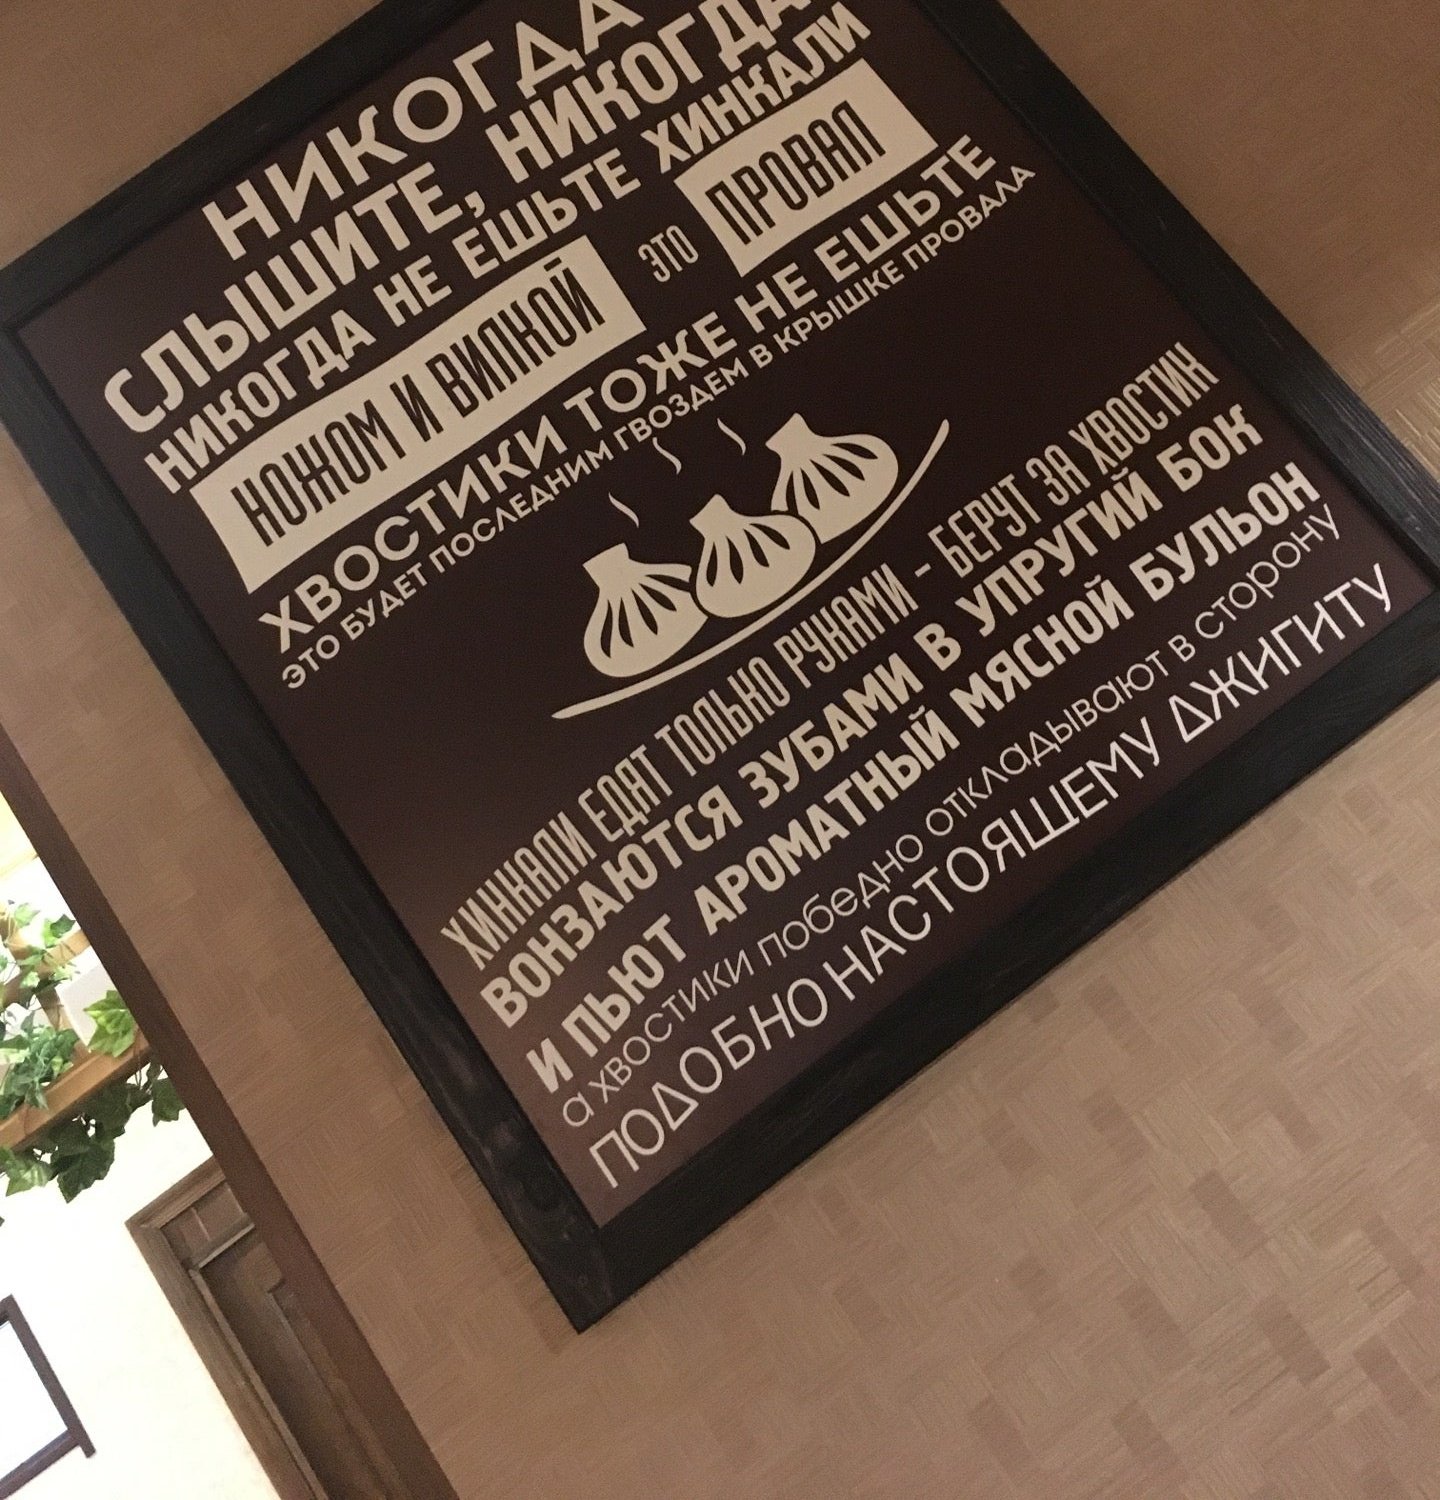 НИКОГДА
СЛЫШИТЕ, НИКОГДА
НИКОГДА НЕ ЕШЬТЕ ХИНКАЛИ
НОЖОМ И ВИЛКОЙ ЭТО ПРОВАЛ
ХВОСТИКИ ТОЖЕ НЕ ЕШЬТЕ
ЭТО БУДЕТ ПОСЛЕДНИМ ГВОЗДЕМ В КРЫШКЕ ПРОВАЛА
ХИНКАЛИ ЕДЯТ ТОЛЬКО РУКАМИ - БЕРУТ ЗА ХВОСТИК
ВОНЗАЮТСЯ ЗУБАМИ В УПРУГИЙ БОК
И ПЬЮТ АРОМАТНЫЙ МЯСНОЙ БУЛЬОН
а хвостики победно откладывают в сторону
ПОДОБНО НАСТОЯЩЕМУ ДЖИГИТУ